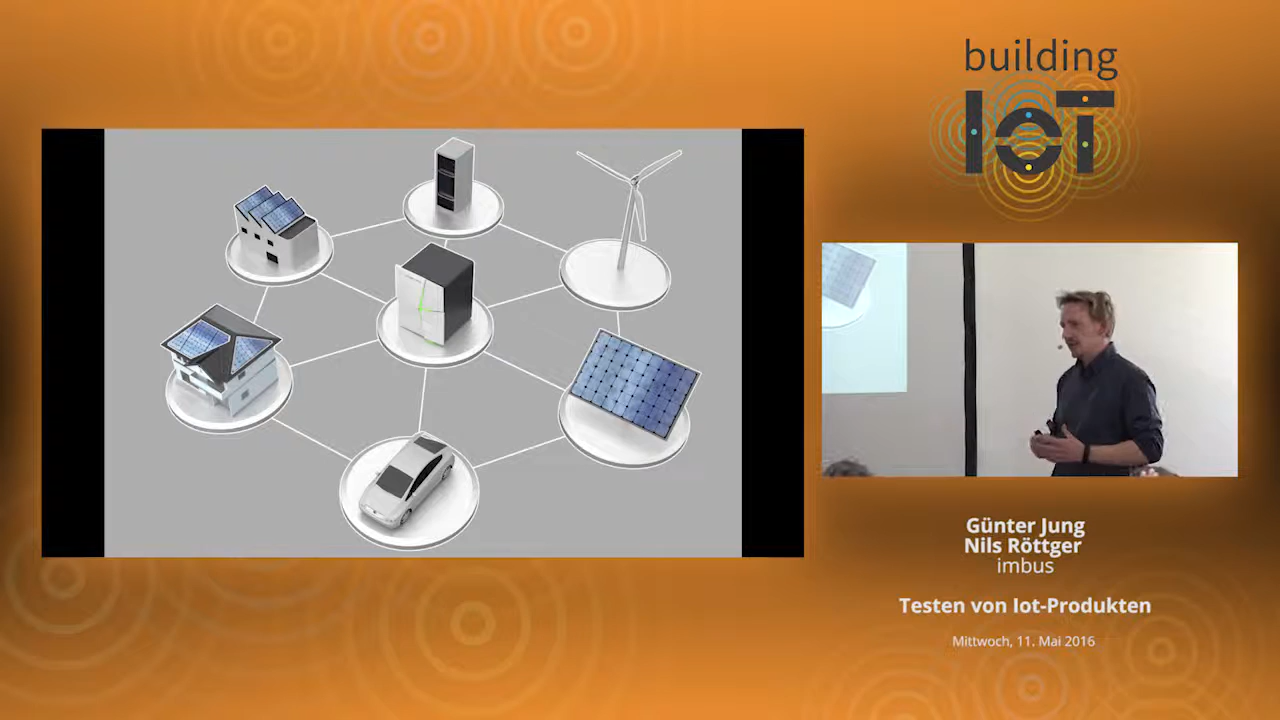 building
IoT
Günter Jung
Nils Röttger
imbus
Testen von Iot-Produkten
Mittwoch, 11. Mai 2016